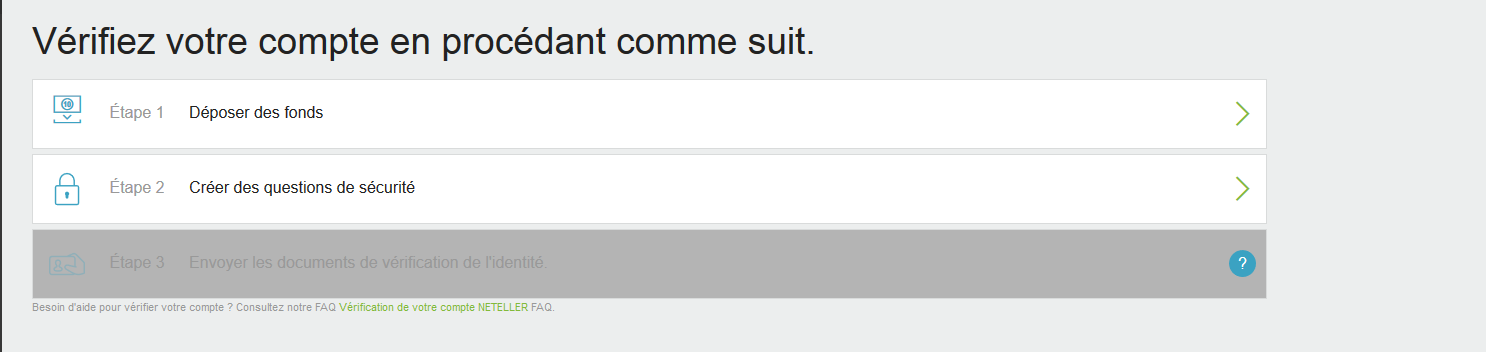 Vérifiez votre compte en procédant comme suit.
10
Étape 1 Déposer des fonds
Étape 2 Créer des questions de sécurité
Étape 3 Envoyer les documents de vérification de l'identité.
?
Besoin d'aide pour vérifier votre compte ? Consultez notre FAQ Vérification de votre compte NETELLER FAQ.